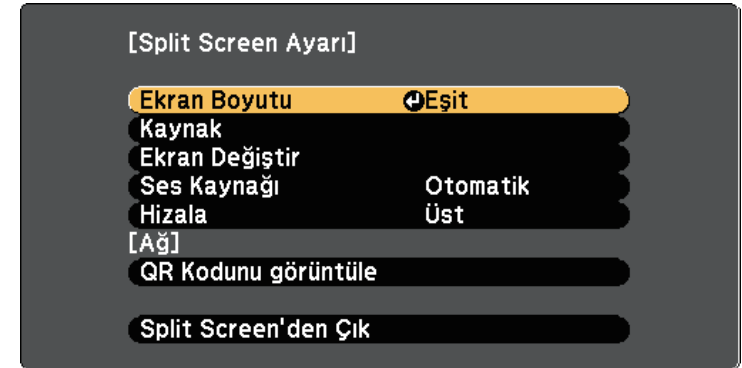 [Split Screen Ayarı]
Ekran Boyutu Eşit
Kaynak
Ekran Değiştir
Ses Kaynağı Otomatik
Hizala Üst
[Ağ]
QR Kodunu görüntüle
Split Screen'den Çık